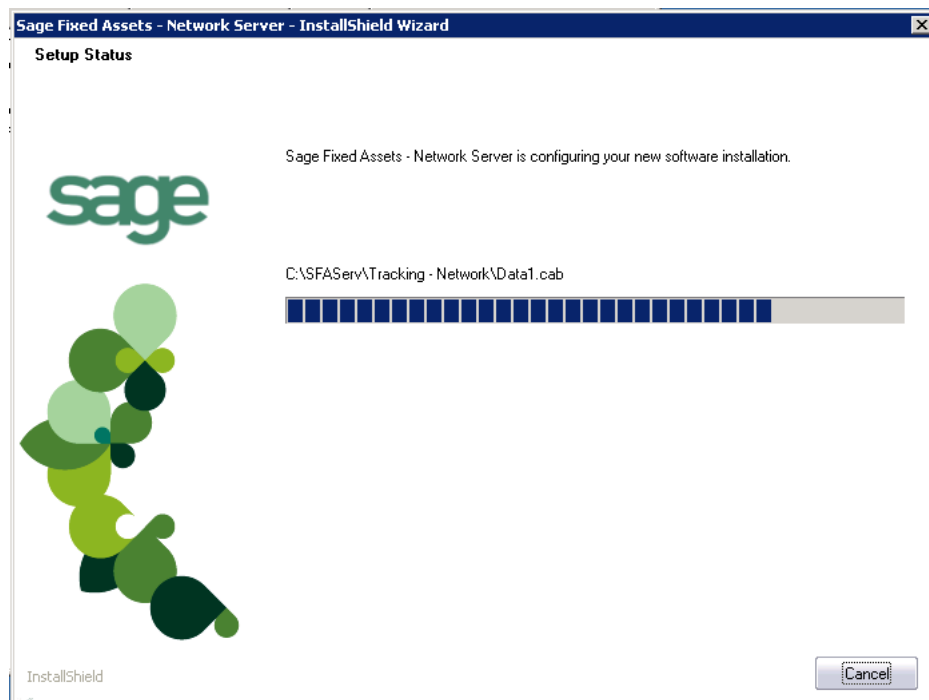 Sage Fixed Assets - Network Server - InstallShield Wizard
Setup Status
Sage Fixed Assets - Network Server is configuring your new software installation.
sage
C:\SFAServ\Tracking - Network\Data1.cab
InstallShield
Cancel